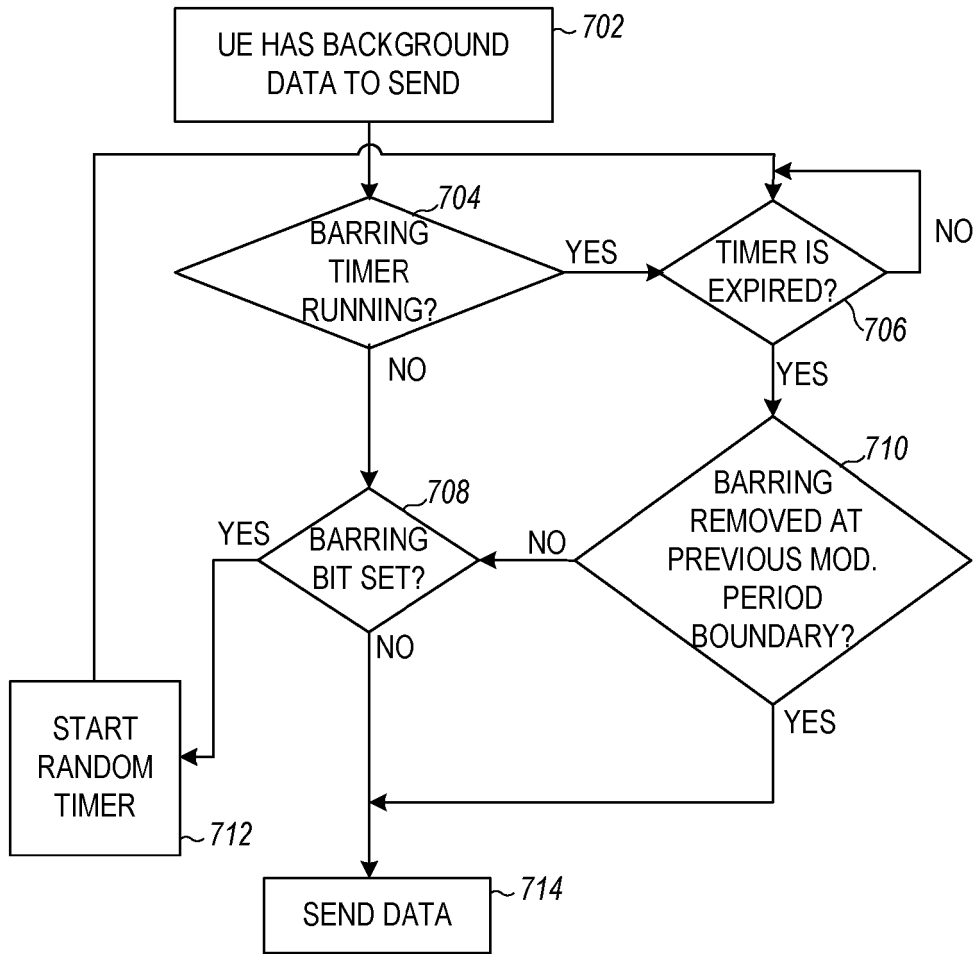 UE HAS BACKGROUND
DATA TO SEND
702
704
BARRING
TIMER
RUNNING?
YES
TIMER IS
EXPIRED?
NO
706
NO
YES
710
BARRING
REMOVED AT
PREVIOUS MOD.
PERIOD
BOUNDARY?
708
YES
BARRING
BIT SET?
NO
NO
YES
START
RANDOM
TIMER
712
714
SEND DATA